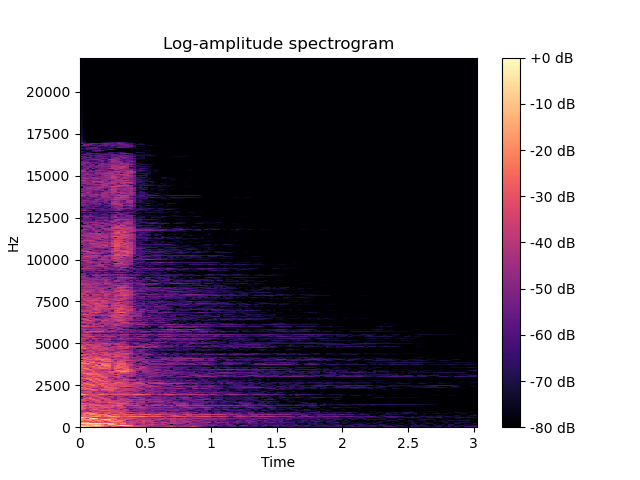 Log-amplitude spectrogram
Hz
20000
17500
15000
12500
10000
7500
5000
2500
0
0 0.5 1 1.5 2 2.5 3
Time
+0 dB
-10 dB
-20 dB
-30 dB
-40 dB
-50 dB
-60 dB
-70 dB
-80 dB